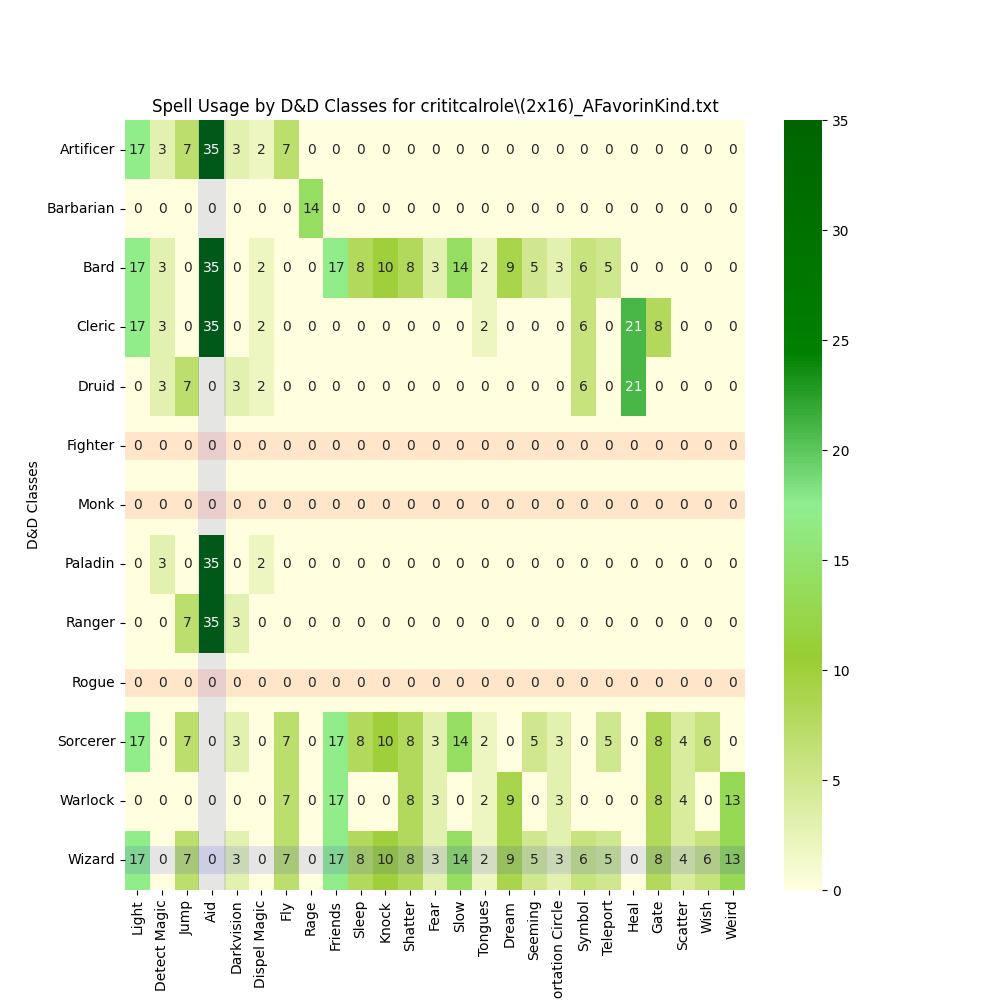 Spell Usage by D&D Classes for crititcalrole\(2x16)_AFavorinKind.txt
Artificer 17 3 7 35 3 2 7 0 0 0 0 0 0 0 0 0 0 0 0 0 0 0 0 0 0
Barbarian 0 0 0 0 0 0 0 14 0 0 0 0 0 0 0 0 0 0 0 0 0 0 0 0 0
Bard 17 3 0 35 0 2 0 0 17 8 10 8 3 14 2 9 5 3 6 5 0 0 0 0 0
Cleric 17 3 0 35 0 2 0 0 0 0 0 0 0 0 2 0 0 0 6 0 21 8 0 0 0
Druid 0 3 7 0 3 2 0 0 0 0 0 0 0 0 0 0 0 0 6 0 21 0 0 0 0
Fighter 0 0 0 0 0 0 0 0 0 0 0 0 0 0 0 0 0 0 0 0 0 0 0 0 0
Monk 0 0 0 0 0 0 0 0 0 0 0 0 0 0 0 0 0 0 0 0 0 0 0 0 0
Paladin 0 3 0 35 0 2 0 0 0 0 0 0 0 0 0 0 0 0 0 0 0 0 0 0 0
Ranger 0 0 7 35 3 0 0 0 0 0 0 0 0 0 0 0 0 0 0 0 0 0 0 0 0
Rogue 0 0 0 0 0 0 0 0 0 0 0 0 0 0 0 0 0 0 0 0 0 0 0 0 0
Sorcerer 17 0 7 0 3 0 7 0 17 8 10 8 3 14 2 0 5 3 0 5 0 8 4 6 0
Warlock 0 0 0 0 0 0 7 0 17 0 0 8 3 0 2 9 0 3 0 0 0 8 4 0 13
Wizard 17 0 7 0 3 0 7 0 17 8 10 8 3 14 2 9 5 3 6 5 0 8 4 6 13
D&D Classes
Light
Detect Magic
Jump
Aid
Darkvision
Dispel Magic
Fly
Rage
Friends
Sleep
Knock
Shatter
Fear
Slow
Tongues
Dream
Seeming
ortation Circle
Symbol
Teleport
Heal
Gate
Scatter
Wish
Weird
35
30
25
20
15
10
5
0